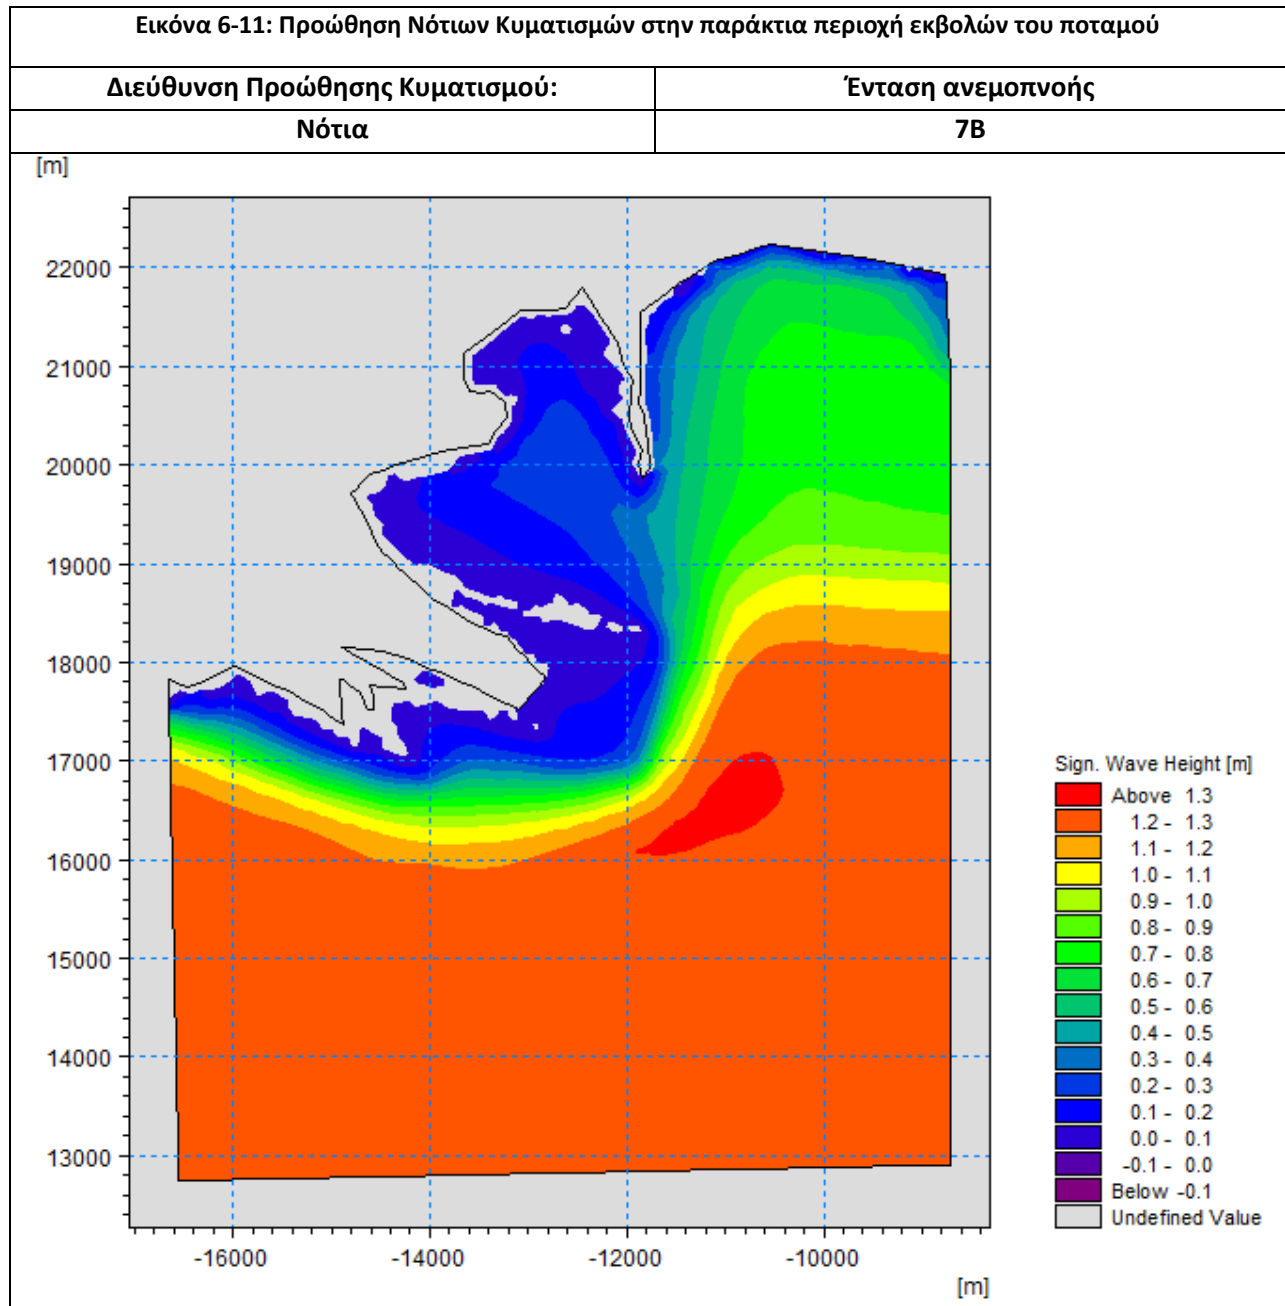 Εικόνα 6-11: Προώθηση Νότιων Κυματισμών στην παράκτια περιοχή εκβολών του ποταμού
Διεύθυνση Προώθησης Κυματισμού:
Ένταση ανεμοπνοής
Νότια
7Β
[m]
22000
21000
20000
19000
18000
17000
16000
15000
14000
13000
-16000
-14000
-12000
-10000
[m]
Sign. Wave Height [m]
Above 1.3
1.2 - 1.3
1.1 - 1.2
1.0 - 1.1
0.9 - 1.0
0.8 - 0.9
0.7 - 0.8
0.6 - 0.7
0.5 - 0.6
0.4 - 0.5
0.3 - 0.4
0.2 - 0.3
0.1 - 0.2
0.0 - 0.1
-0.1 - 0.0
Below -0.1
Undefined Value